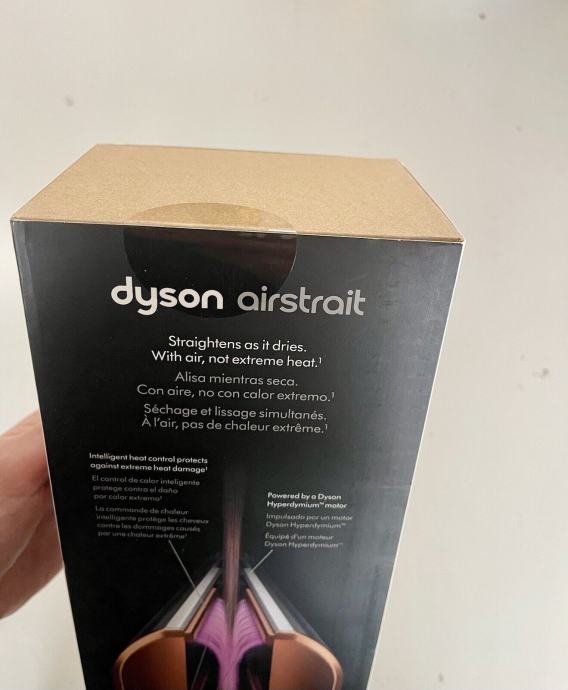 dyson airstrait
Straightens as it dries.
With air, not extreme heat.¹
Alisa mientras seca.
Con aire, no con calor extremo.¹
Séchage et lissage simultanés.
À l'air, pas de chaleur extrême.¹
Intelligent heat control protects
against extreme heat damage¹
El control de calor inteligente
protege contra el daño
por calor extremo¹
La commande de chaleur
intelligente protège les cheveux
contre les dommages causés
par une chaleur extrême¹
Powered by a Dyson
Hyperdymium™ motor
Impulsado por un motor
Dyson Hyperdymium™
Équipé d'un moteur
Dyson Hyperdymium™